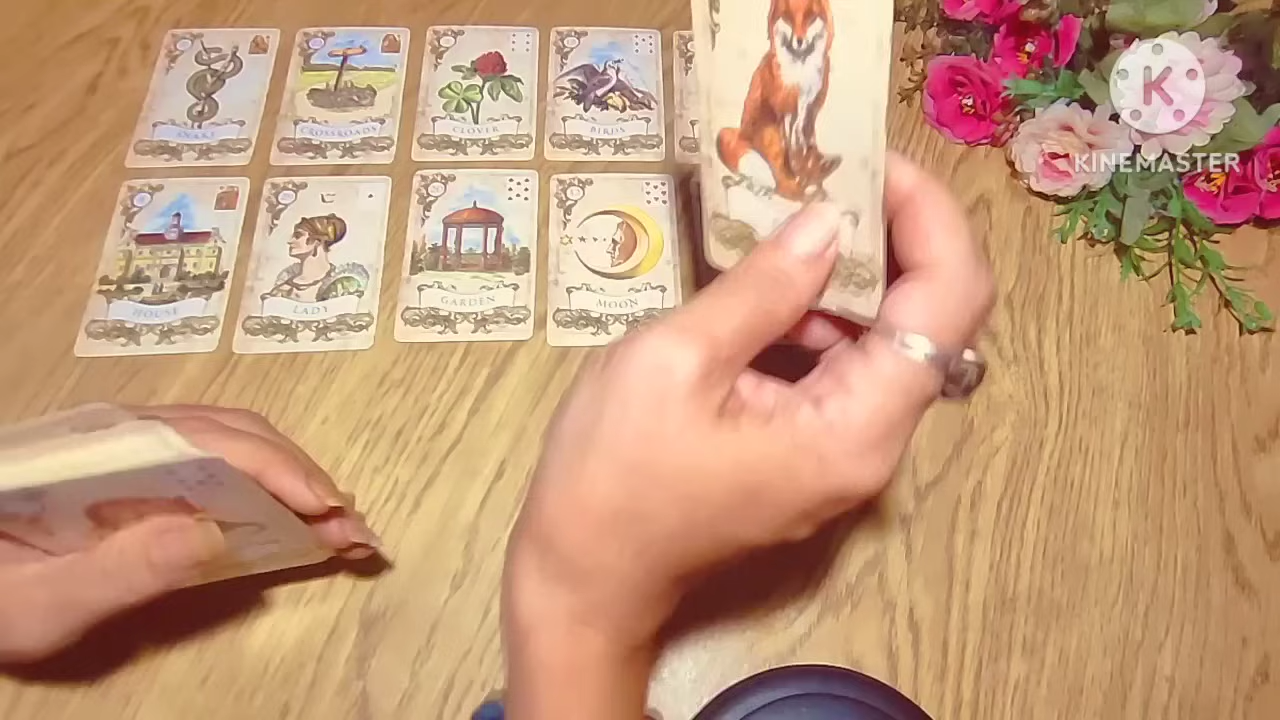 SNAKE
CROSSROADS
CLOVER
BIRDS
K
KINEMASTER
HOUSE
LADY
GARDEN
MOON